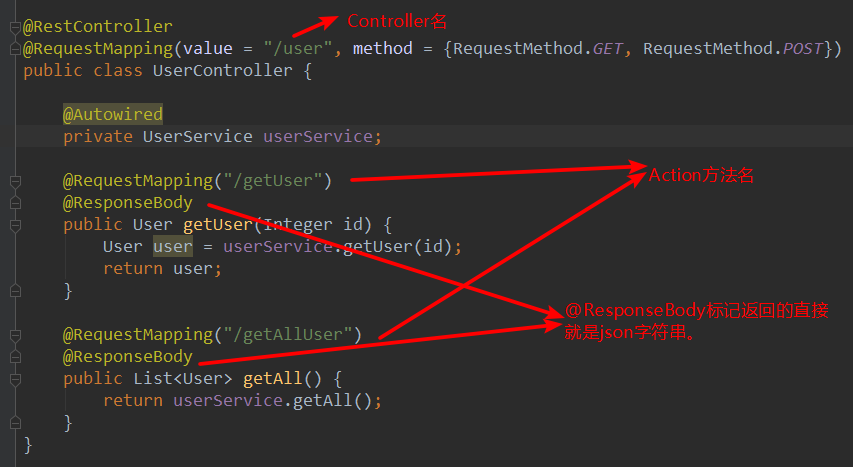 @RestController
Controller名
@RequestMapping(value = "/user", method = {RequestMethod.GET, RequestMethod.POST})
public class UserController {
@Autowired
private UserService userService;
@RequestMapping("/getUser")
Action方法名
@ResponseBody
public User getUser(Integer id) {
User user = userService.getUser(id);
return user;
}
@ResponseBody标记返回的直接
就是json字符串。
@RequestMapping("/getAllUser")
@ResponseBody
public List<User> getAll() {
return userService.getAll();
}
}